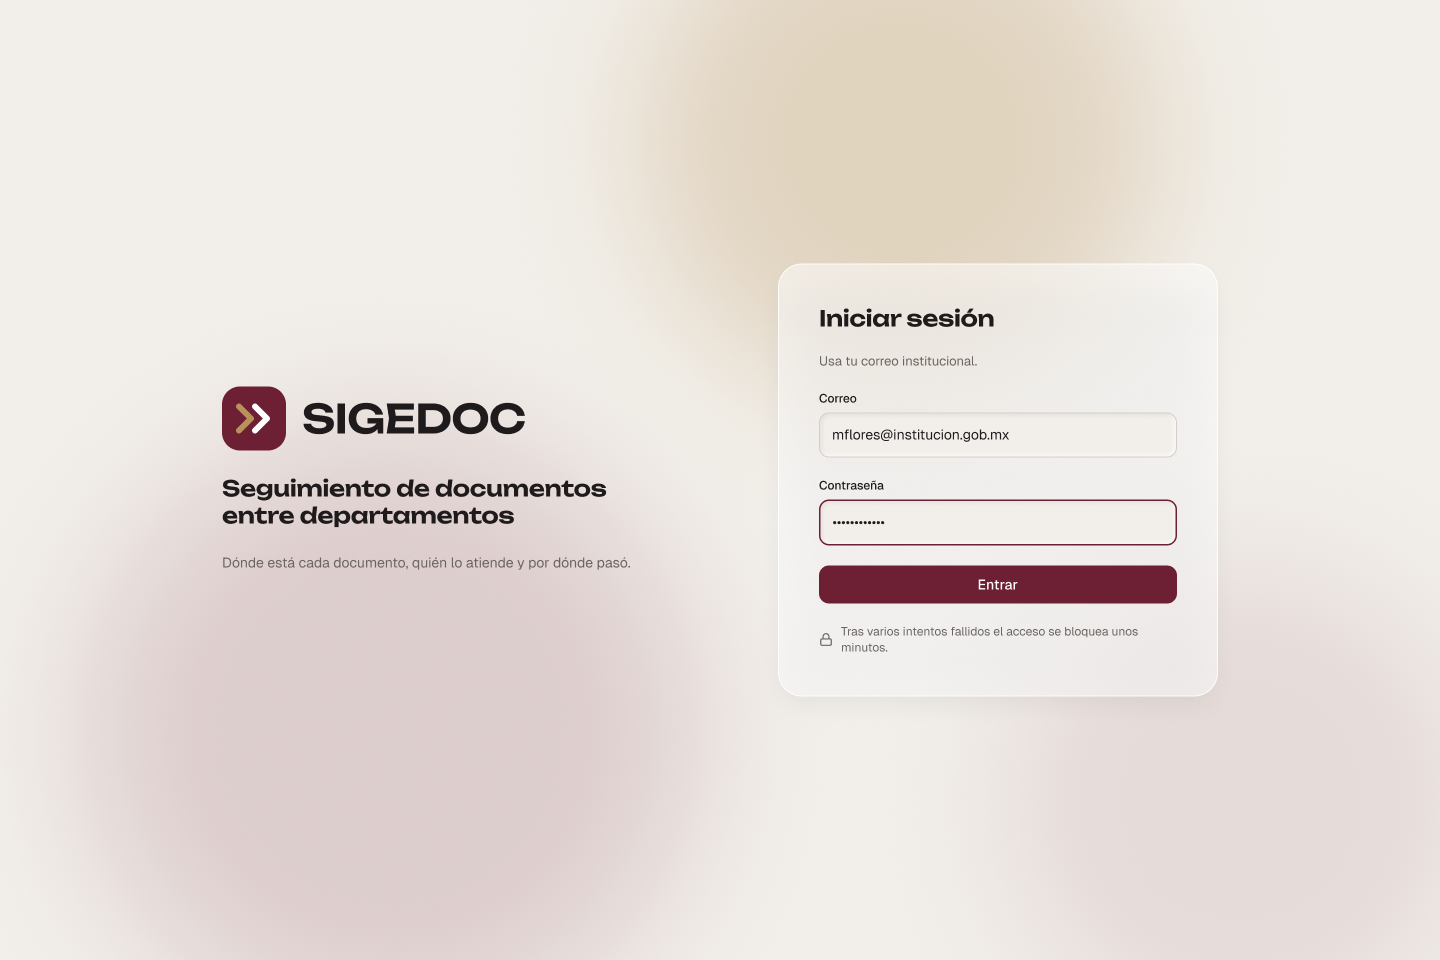 SIGEDOC
Seguimiento de documentos
entre departamentos
Dónde está cada documento, quién lo atiende y por dónde pasó.
Iniciar sesión
Usa tu correo institucional.
Correo
mflores@institucion.gob.mx
Contraseña
••••••••••••
Entrar
Tras varios intentos fallidos el acceso se bloquea unos
minutos.